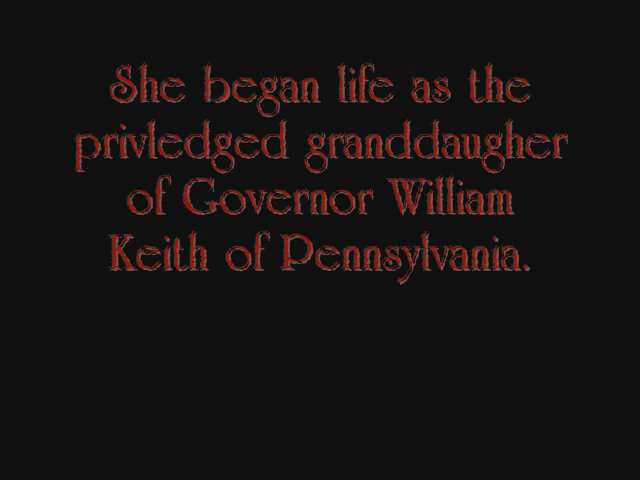 She began life as the
privledged granddaugher
of Governor William
Keith of Pennsylvania.